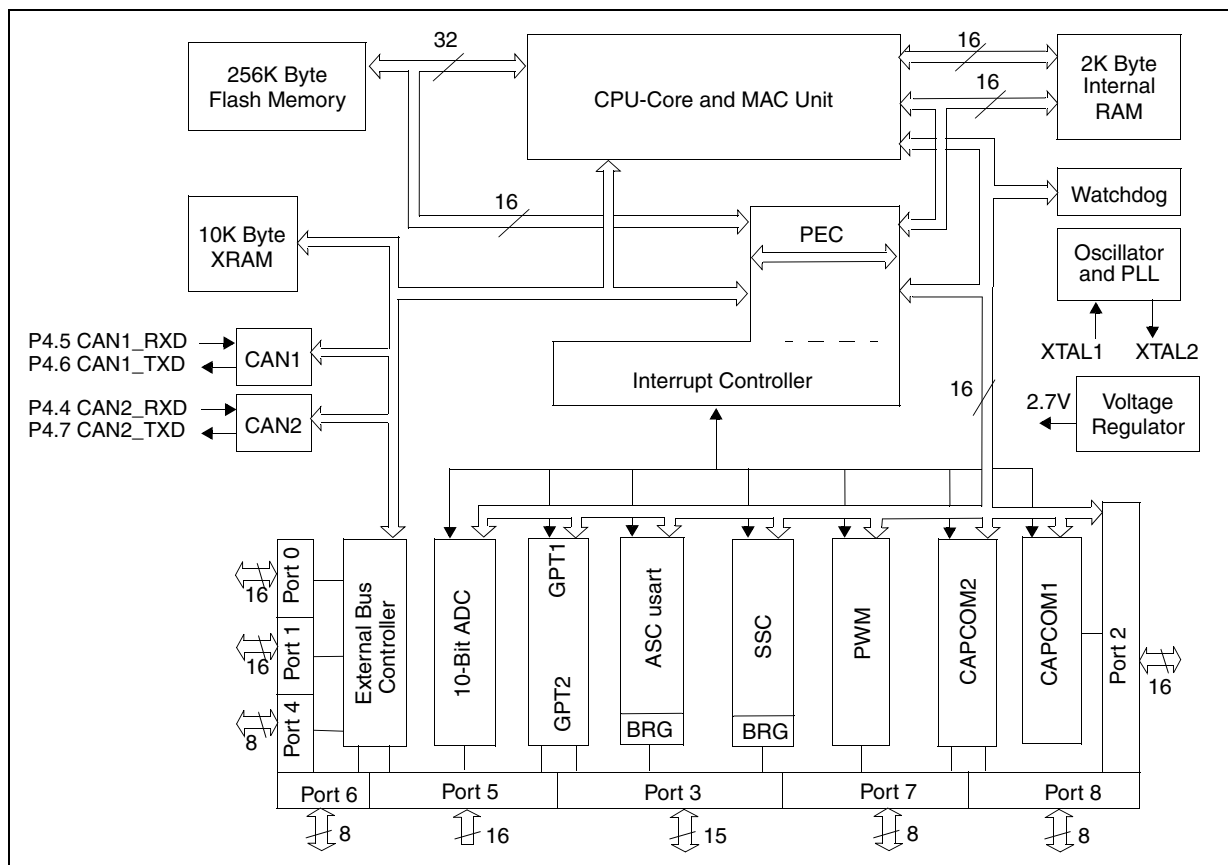 32
16
256K Byte
Flash Memory
CPU-Core and MAC Unit
2K Byte
Internal
RAM
16
16
PEC
Watchdog
10K Byte
XRAM
Oscillator
and PLL
P4.5 CAN1_RXD
P4.6 CAN1_TXD
CAN1
XTAL1
XTAL2
Interrupt Controller
16
2.7V
Voltage
Regulator
P4.4 CAN2_RXD
P4.7 CAN2_TXD
CAN2
Port 0
16
Port 1
16
Port 4
8
External Bus
Controller
10-Bit ADC
GPT1
GPT2
ASC usart
BRG
SSC
BRG
PWM
CAPCOM2
CAPCOM1
Port 2
16
Port 6
Port 5
Port 3
Port 7
Port 8
8
16
15
8
8